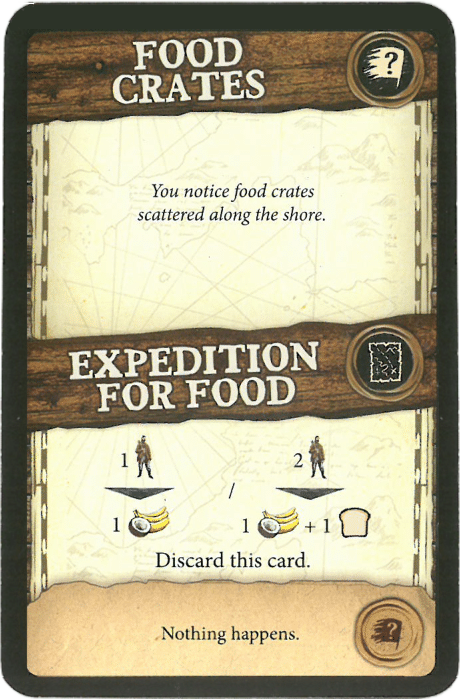 FOOD
CRATES
?
You notice food crates
scattered along the shore.
EXPEDITION
FOR FOOD
1 / 2
1 1 + 1
Discard this card.
Nothing happens.
?